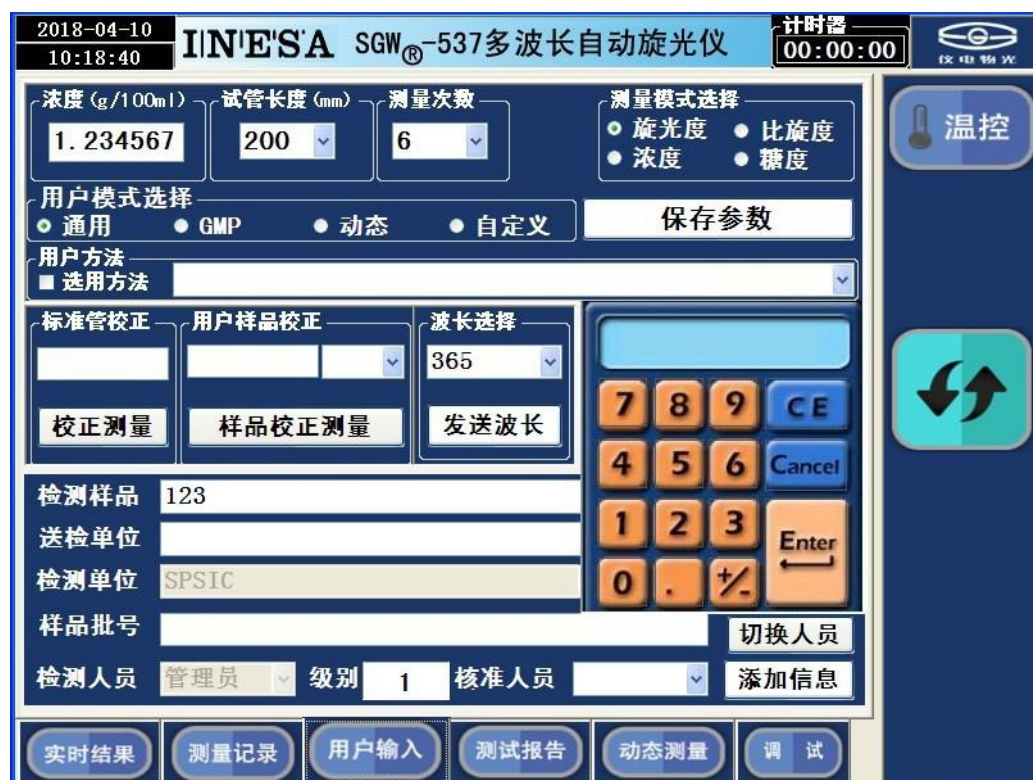 2018-04-10
10:18:40
INESA SGW®-537多波长自动旋光仪
计时器
00:00:00
仪电物光
浓度(g/100ml) 试管长度(mm) 测量次数 测量模式选择
1.234567 200 6
旋光度 比旋度
浓度 糖度
温控
用户模式选择
通用 GMP 动态 自定义
保存参数
用户方法
选用方法
标准管校正 用户样品校正 波长选择
365
校正测量 样品校正测量 发送波长
7 8 9 CE
4 5 6 Cancel
1 2 3 Enter
0 . +/-
检测样品 123
送检单位
检测单位 SPSIC
样品批号
切换人员
检测人员 管理员 级别 1 核准人员 添加信息
实时结果 测量记录 用户输入 测试报告 动态测量 调 试